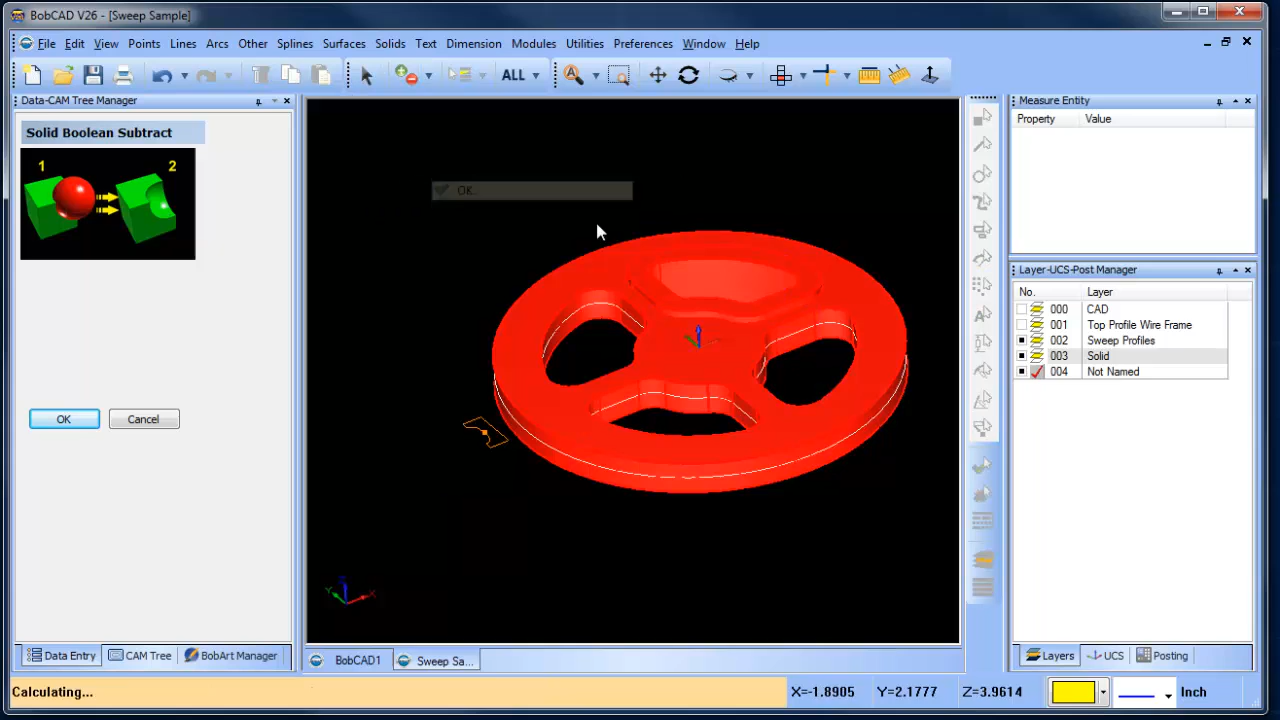 BobCAD V26 - [Sweep Sample]
File Edit View Points Lines Arcs Other Splines Surfaces Solids Text Dimension Modules Utilities Preferences Window Help
ALL
Data-CAM Tree Manager
Solid Boolean Subtract
1 2
OK Cancel
OK
Measure Entity
Property Value
Layer-UCS-Post Manager
No. Layer
000 CAD
001 Top Profile Wire Frame
002 Sweep Profiles
003 Solid
004 Not Named
Data Entry CAM Tree BobArt Manager
BobCAD1 Sweep Sa...
Layers UCS Posting
Calculating... X=-1.8905 Y=2.1777 Z=3.9614 Inch